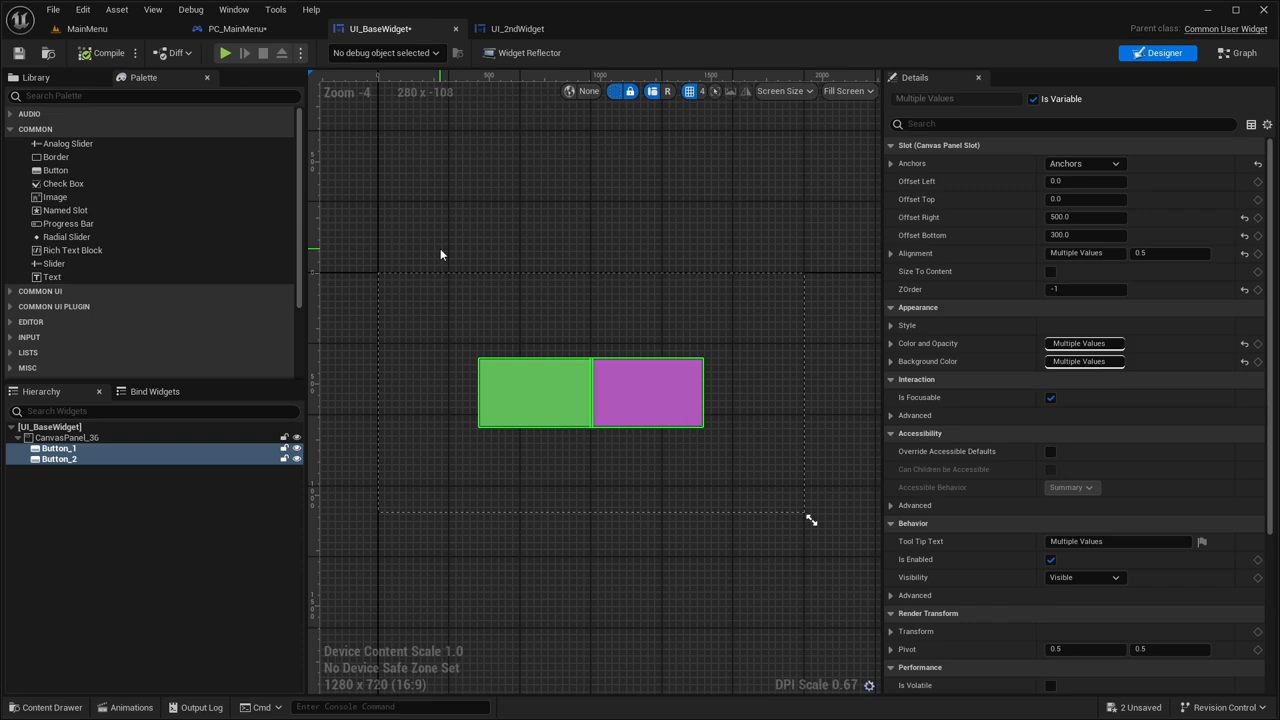 File Edit Asset View Debug Window Tools Help
MainMenu PC_MainMenu• UI_BaseWidget• UI_2ndWidget
Parent class: Common User Widget
Compile Diff No debug object selected Widget Reflector Designer Graph
Library Palette
Search Palette
AUDIO
COMMON
Analog Slider
Border
Button
Check Box
Image
Named Slot
Progress Bar
Radial Slider
Rich Text Block
Slider
Text
COMMON UI
COMMON UI PLUGIN
EDITOR
INPUT
LISTS
MISC
Hierarchy Bind Widgets
Search Widgets
[UI_BaseWidget]
CanvasPanel_36
Button_1
Button_2
0 500 1000 1500 2000
Zoom -4 280 x -108 None R 4 Screen Size Fill Screen
500
0
500
1000
1500
Device Content Scale 1.0
No Device Safe Zone Set
1280 x 720 (16:9) DPI Scale 0.67
Details
Multiple Values Is Variable
Search
Slot (Canvas Panel Slot)
Anchors Anchors
Offset Left 0.0
Offset Top 0.0
Offset Right 500.0
Offset Bottom 300.0
Alignment Multiple Values 0.5
Size To Content
ZOrder -1
Appearance
Style
Color and Opacity Multiple Values
Background Color Multiple Values
Interaction
Is Focusable
Advanced
Accessibility
Override Accessible Defaults
Can Children be Accessible
Accessible Behavior Summary
Advanced
Behavior
Tool Tip Text Multiple Values
Is Enabled
Visibility Visible
Advanced
Render Transform
Transform
Pivot 0.5 0.5
Performance
Is Volatile
Content Drawer Animations Output Log Cmd Enter Console Command 2 Unsaved Revision Control